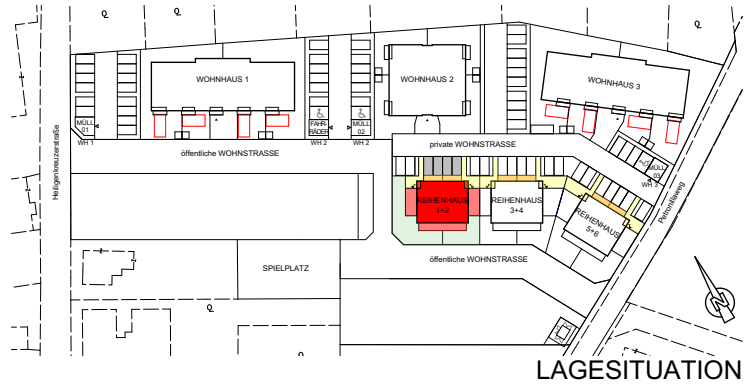 WOHNHAUS 1
WOHNHAUS 2
WOHNHAUS 3
MÜLL
01
FAHR-
RÄDER
MÜLL
02
MÜLL
03
WH 1
WH 2
WH 2
WH 3
öffentliche WOHNSTRASSE
private WOHNSTRASSE
Heiligenkreuzerstraße
Petronillaweg
REIHENHAUS
1+2
REIHENHAUS
3+4
REIHENHAUS
5+6
öffentliche WOHNSTRASSE
SPIELPLATZ
LAGESITUATION